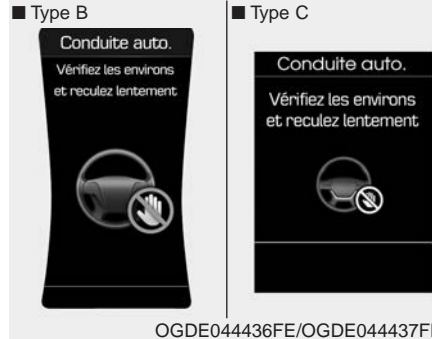 ■ Type B
Conduite auto.
Vérifiez les environs
et reculez lentement
■ Type C
Conduite auto.
Vérifiez les environs
et reculez lentement
OGDE044436FE/OGDE044437FE